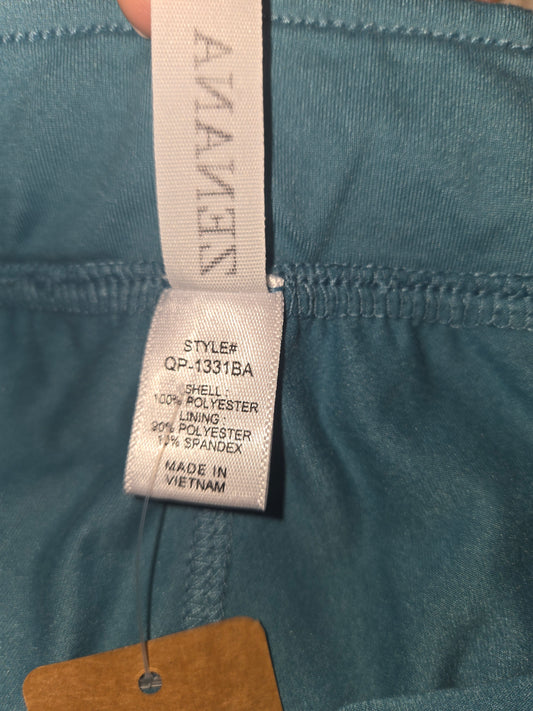 ZENANA
STYLE#
QP-1331BA
SHELL :
100% POLYESTER
LINING :
90% POLYESTER
10% SPANDEX
MADE IN
VIETNAM